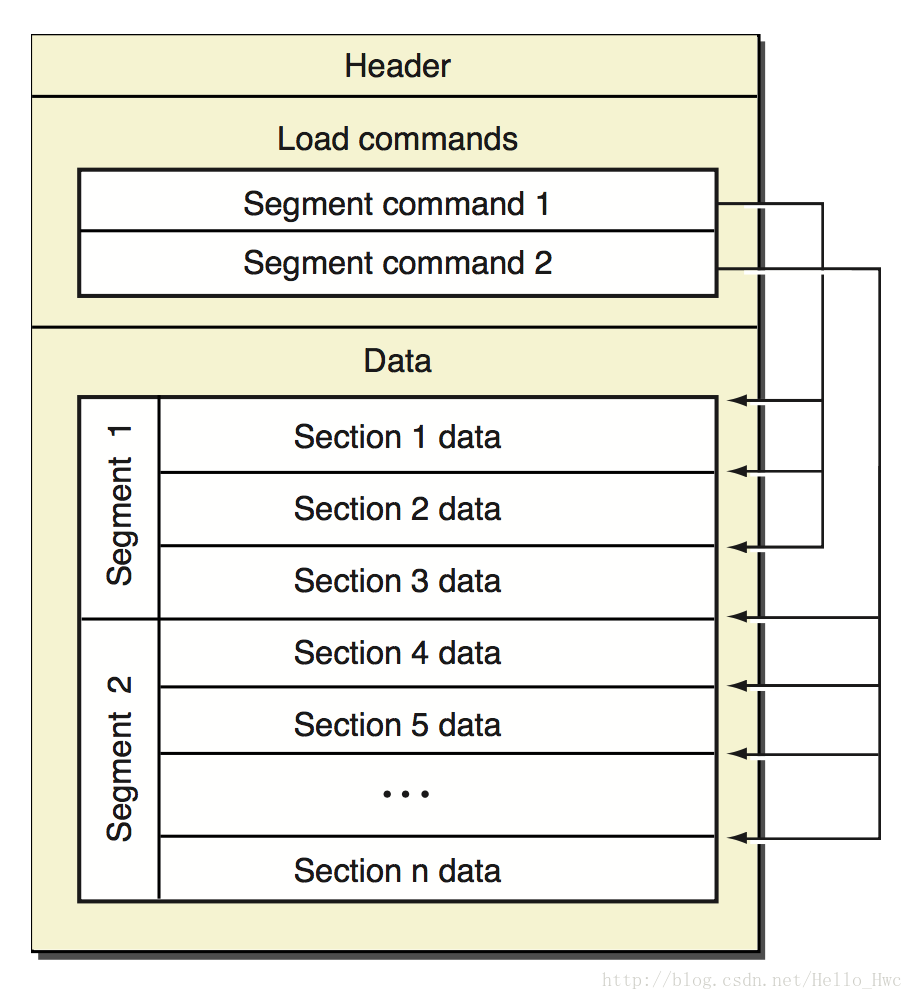 Header
Load commands
Segment command 1
Segment command 2
Data
Segment 1
Section 1 data
Section 2 data
Section 3 data
Segment 2
Section 4 data
Section 5 data
...
Section n data
http://blog.csdn.net/Hello_Hwc